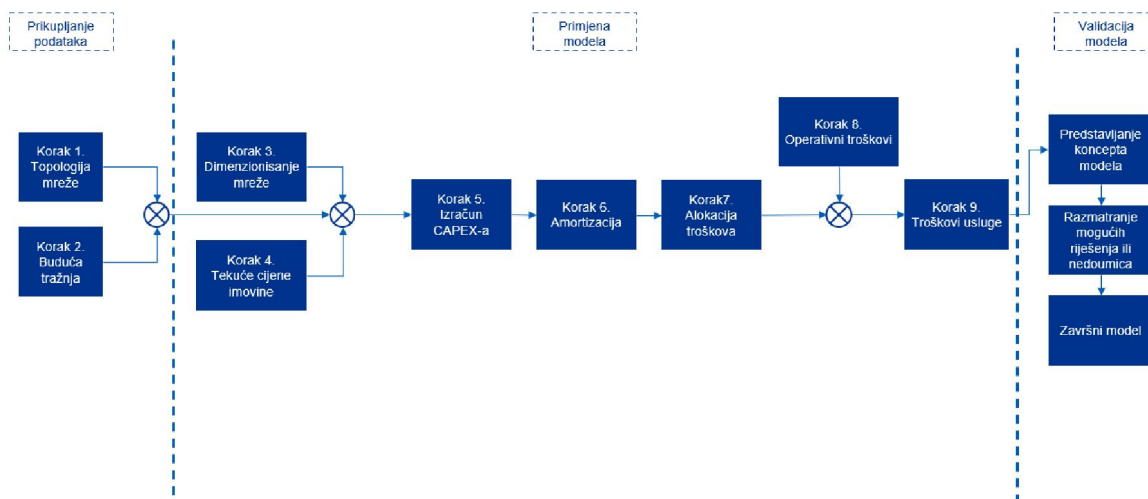 Prikupljanje
podataka
Primjena
modela
Validacija
modela
Korak 1.
Topologija
mreže
Korak 2.
Buduća
tražnja
Korak 3.
Dimenzionisanje
mreže
Korak 4.
Tekuće cijene
imovine
Korak 5.
Izračun
CAPEX-a
Korak 6.
Amortizacija
Korak7.
Alokacija
troškova
Korak 8.
Operativni troškovi
Korak 9.
Troškovi usluge
Predstavljanje
koncepta
modela
Razmatranje
mogućih
riješenja ili
nedoumica
Završni model